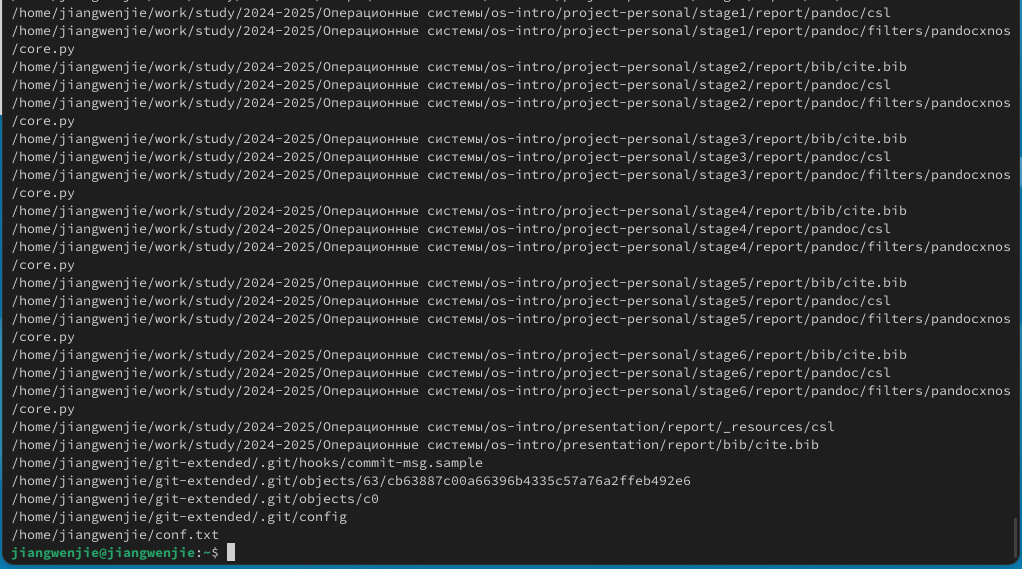 /home/jiangwenjie/work/study/2024-2025/Операционные системы/os-intro/project-personal/stage1/report/pandoc/csl
/home/jiangwenjie/work/study/2024-2025/Операционные системы/os-intro/project-personal/stage1/report/pandoc/filters/pandocxnos
/core.py
/home/jiangwenjie/work/study/2024-2025/Операционные системы/os-intro/project-personal/stage2/report/bib/cite.bib
/home/jiangwenjie/work/study/2024-2025/Операционные системы/os-intro/project-personal/stage2/report/pandoc/csl
/home/jiangwenjie/work/study/2024-2025/Операционные системы/os-intro/project-personal/stage2/report/pandoc/filters/pandocxnos
/core.py
/home/jiangwenjie/work/study/2024-2025/Операционные системы/os-intro/project-personal/stage3/report/bib/cite.bib
/home/jiangwenjie/work/study/2024-2025/Операционные системы/os-intro/project-personal/stage3/report/pandoc/csl
/home/jiangwenjie/work/study/2024-2025/Операционные системы/os-intro/project-personal/stage3/report/pandoc/filters/pandocxnos
/core.py
/home/jiangwenjie/work/study/2024-2025/Операционные системы/os-intro/project-personal/stage4/report/bib/cite.bib
/home/jiangwenjie/work/study/2024-2025/Операционные системы/os-intro/project-personal/stage4/report/pandoc/csl
/home/jiangwenjie/work/study/2024-2025/Операционные системы/os-intro/project-personal/stage4/report/pandoc/filters/pandocxnos
/core.py
/home/jiangwenjie/work/study/2024-2025/Операционные системы/os-intro/project-personal/stage5/report/bib/cite.bib
/home/jiangwenjie/work/study/2024-2025/Операционные системы/os-intro/project-personal/stage5/report/pandoc/csl
/home/jiangwenjie/work/study/2024-2025/Операционные системы/os-intro/project-personal/stage5/report/pandoc/filters/pandocxnos
/core.py
/home/jiangwenjie/work/study/2024-2025/Операционные системы/os-intro/project-personal/stage6/report/bib/cite.bib
/home/jiangwenjie/work/study/2024-2025/Операционные системы/os-intro/project-personal/stage6/report/pandoc/csl
/home/jiangwenjie/work/study/2024-2025/Операционные системы/os-intro/project-personal/stage6/report/pandoc/filters/pandocxnos
/core.py
/home/jiangwenjie/work/study/2024-2025/Операционные системы/os-intro/presentation/report/_resources/csl
/home/jiangwenjie/work/study/2024-2025/Операционные системы/os-intro/presentation/report/bib/cite.bib
/home/jiangwenjie/git-extended/.git/hooks/commit-msg.sample
/home/jiangwenjie/git-extended/.git/objects/63/cb63887c00a66396b4335c57a76a2ffeb492e6
/home/jiangwenjie/git-extended/.git/objects/c0
/home/jiangwenjie/git-extended/.git/config
/home/jiangwenjie/conf.txt
jiangwenjie@jiangwenjie:~$